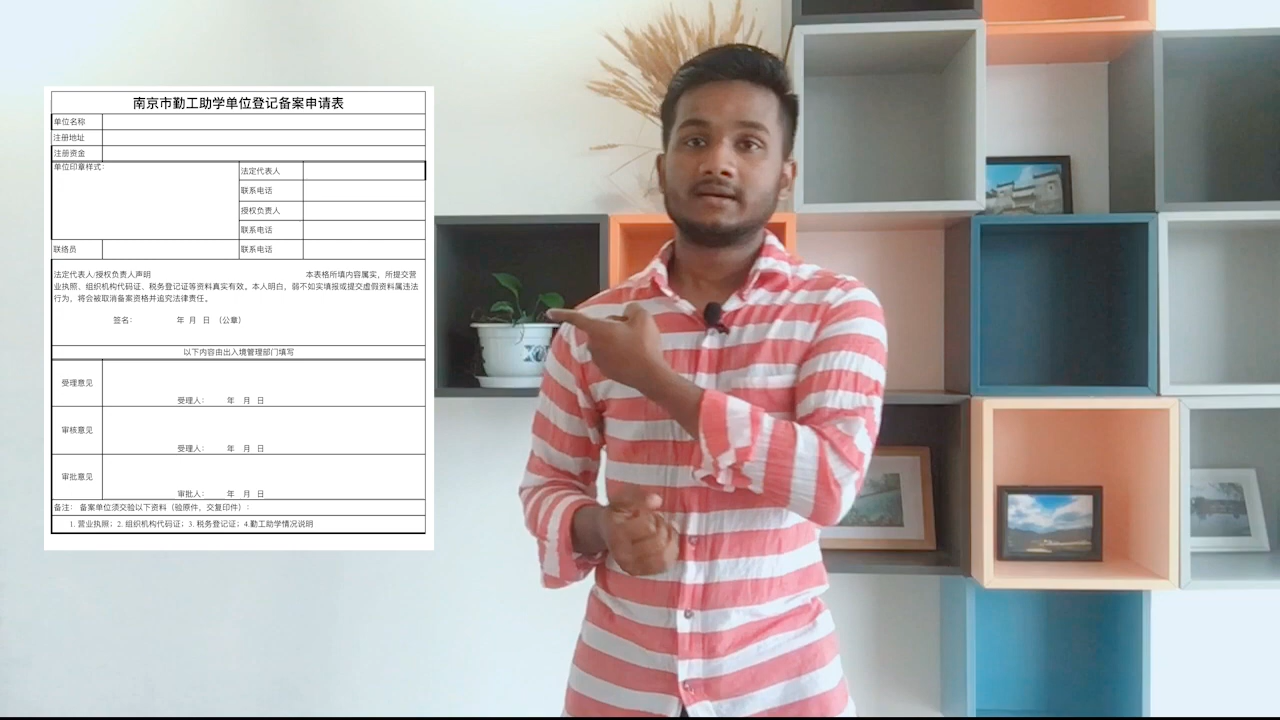 南京市勤工助学单位登记备案申请表
单位名称
注册地址
注册资金
单位印章样式：
法定代表人
联系电话
授权负责人
联系电话
联络员
联系电话
法定代表人/授权负责人声明 本表格所填内容属实，所提交营
业执照、组织机构代码证、税务登记证等资料真实有效。本人明白，弱不如实填报或提交虚假资料属违法
行为，将会被取消备案资格并追究法律责任。
签名： 年 月 日 （公章）
以下内容由出入境管理部门填写
受理意见
受理人： 年 月 日
审核意见
受理人： 年 月 日
审批意见
审批人： 年 月 日
备注： 备案单位须交验以下资料（验原件，交复印件）：
1. 营业执照；2. 组织机构代码证；3. 税务登记证；4.勤工助学情况说明